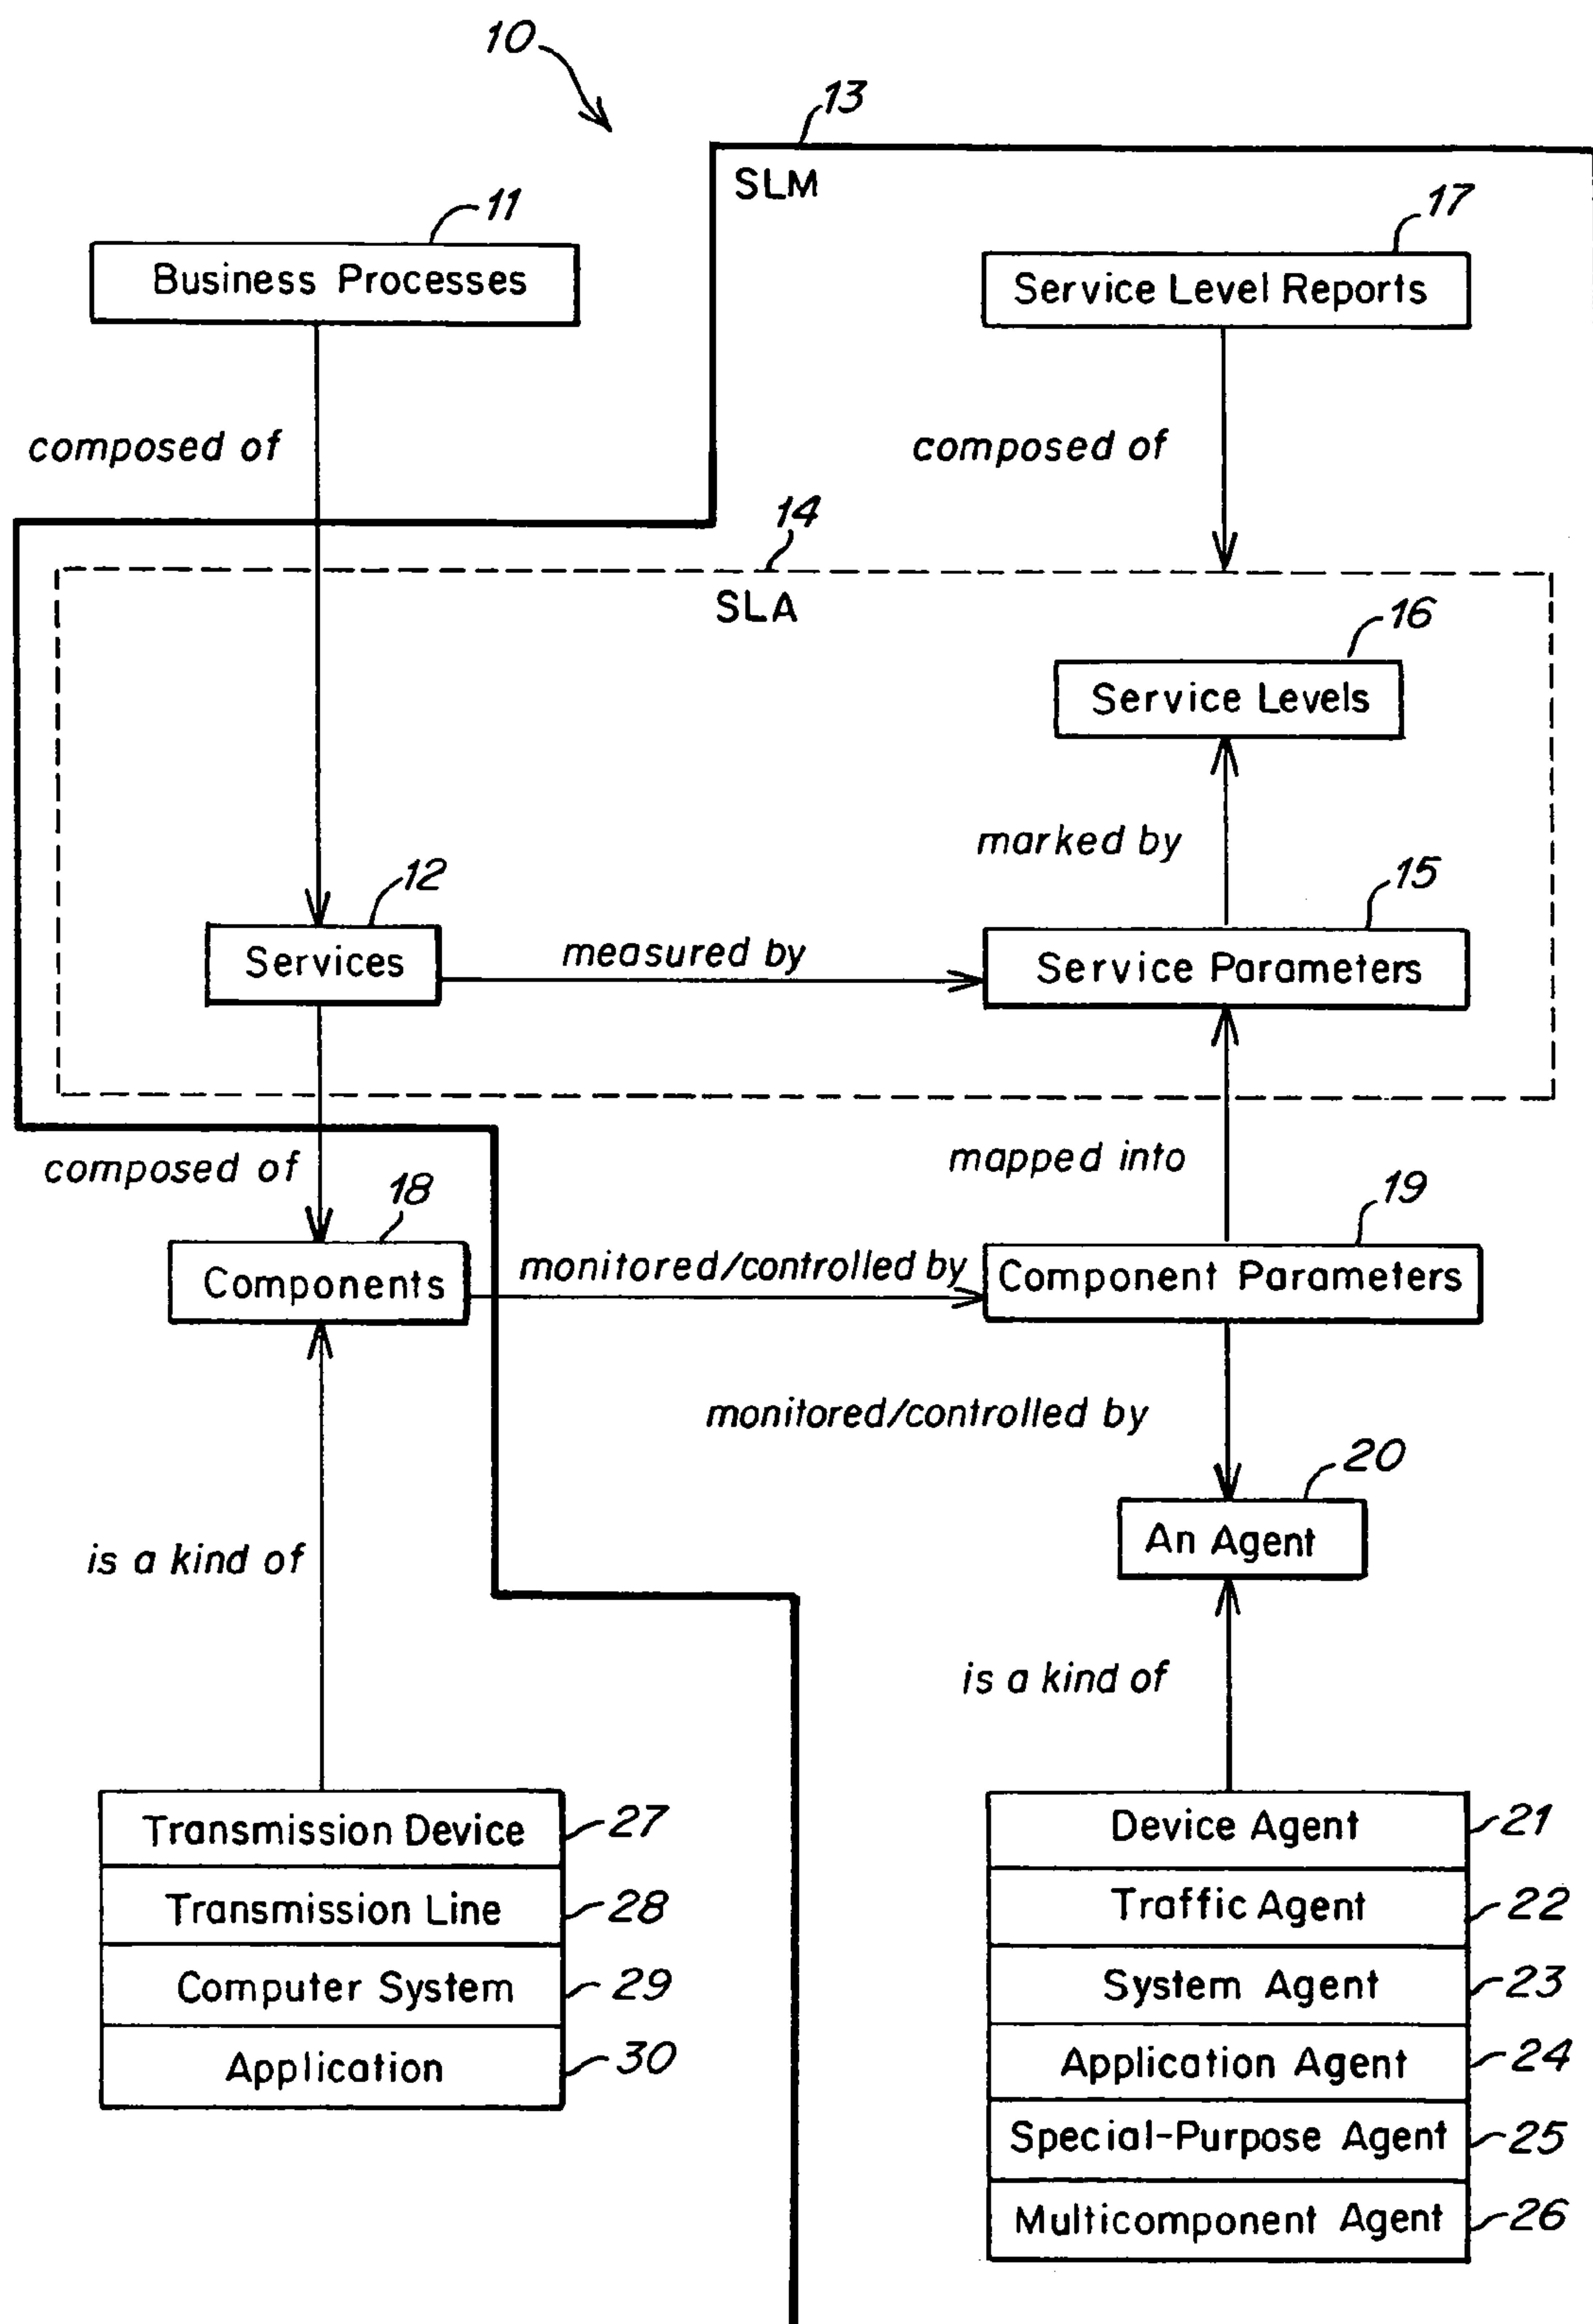 10
13
SLM
11
17
Business Processes
Service Level Reports
composed of
composed of
14
SLA
16
Service Levels
marked by
12
15
Services
measured by
Service Parameters
composed of
mapped into
18
19
Components
monitored/controlled by
Component Parameters
monitored/controlled by
20
An Agent
is a kind of
is a kind of
Transmission Device
27
Transmission Line
28
Computer System
29
Application
30
Device Agent
21
Traffic Agent
22
System Agent
23
Application Agent
24
Special-Purpose Agent
25
Multicomponent Agent
26